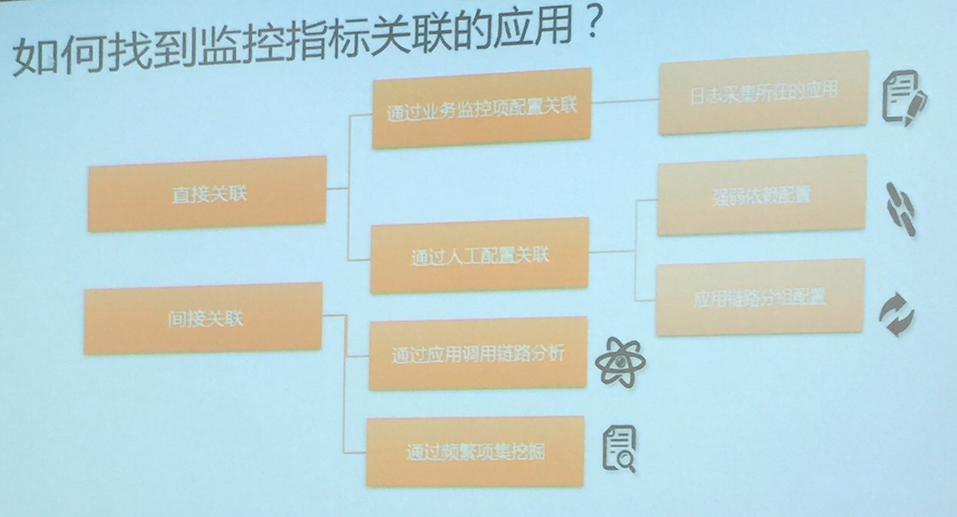 如何找到监控指标关联的应用？
直接关联
通过业务监控项配置关联
日志采集所在的应用
通过人工配置关联
强弱依赖配置
应用链路分组配置
间接关联
通过应用调用链路分析
通过频繁项集挖掘